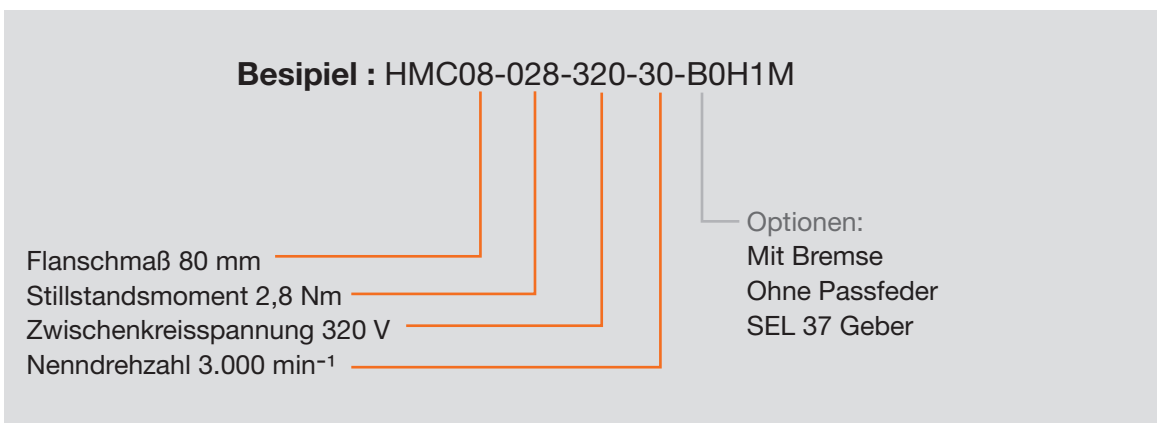 Besipiel : HMC08-028-320-30-B0H1M
Flanschmaß 80 mm
Stillstandsmoment 2,8 Nm
Zwischenkreisspannung 320 V
Nenndrehzahl 3.000 min⁻¹
Optionen:
Mit Bremse
Ohne Passfeder
SEL 37 Geber